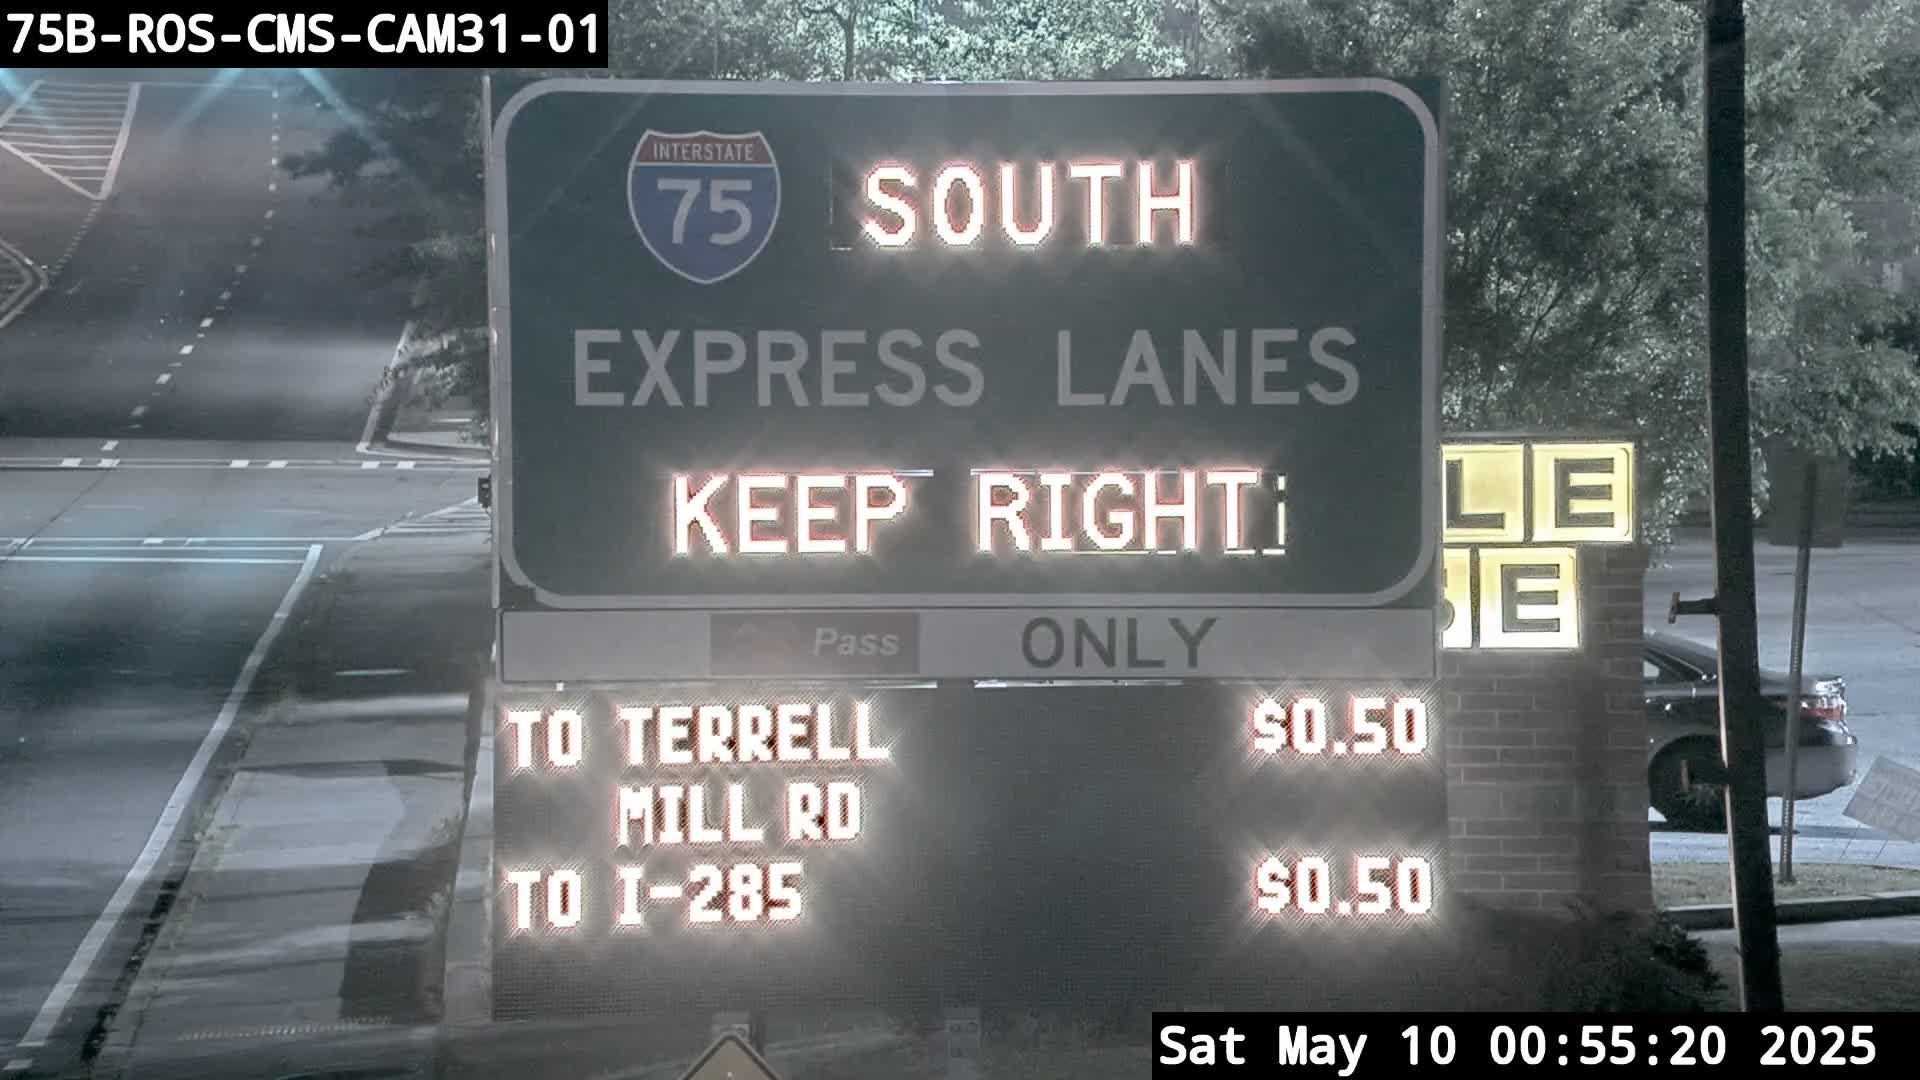 75B-ROS-CMS-CAM31-01
INTERSTATE
75
SOUTH
EXPRESS LANES
KEEP RIGHT
Pass ONLY
TO TERRELL $0.50
MILL RD
TO I-285 $0.50
LE
E
Sat May 10 00:55:20 2025